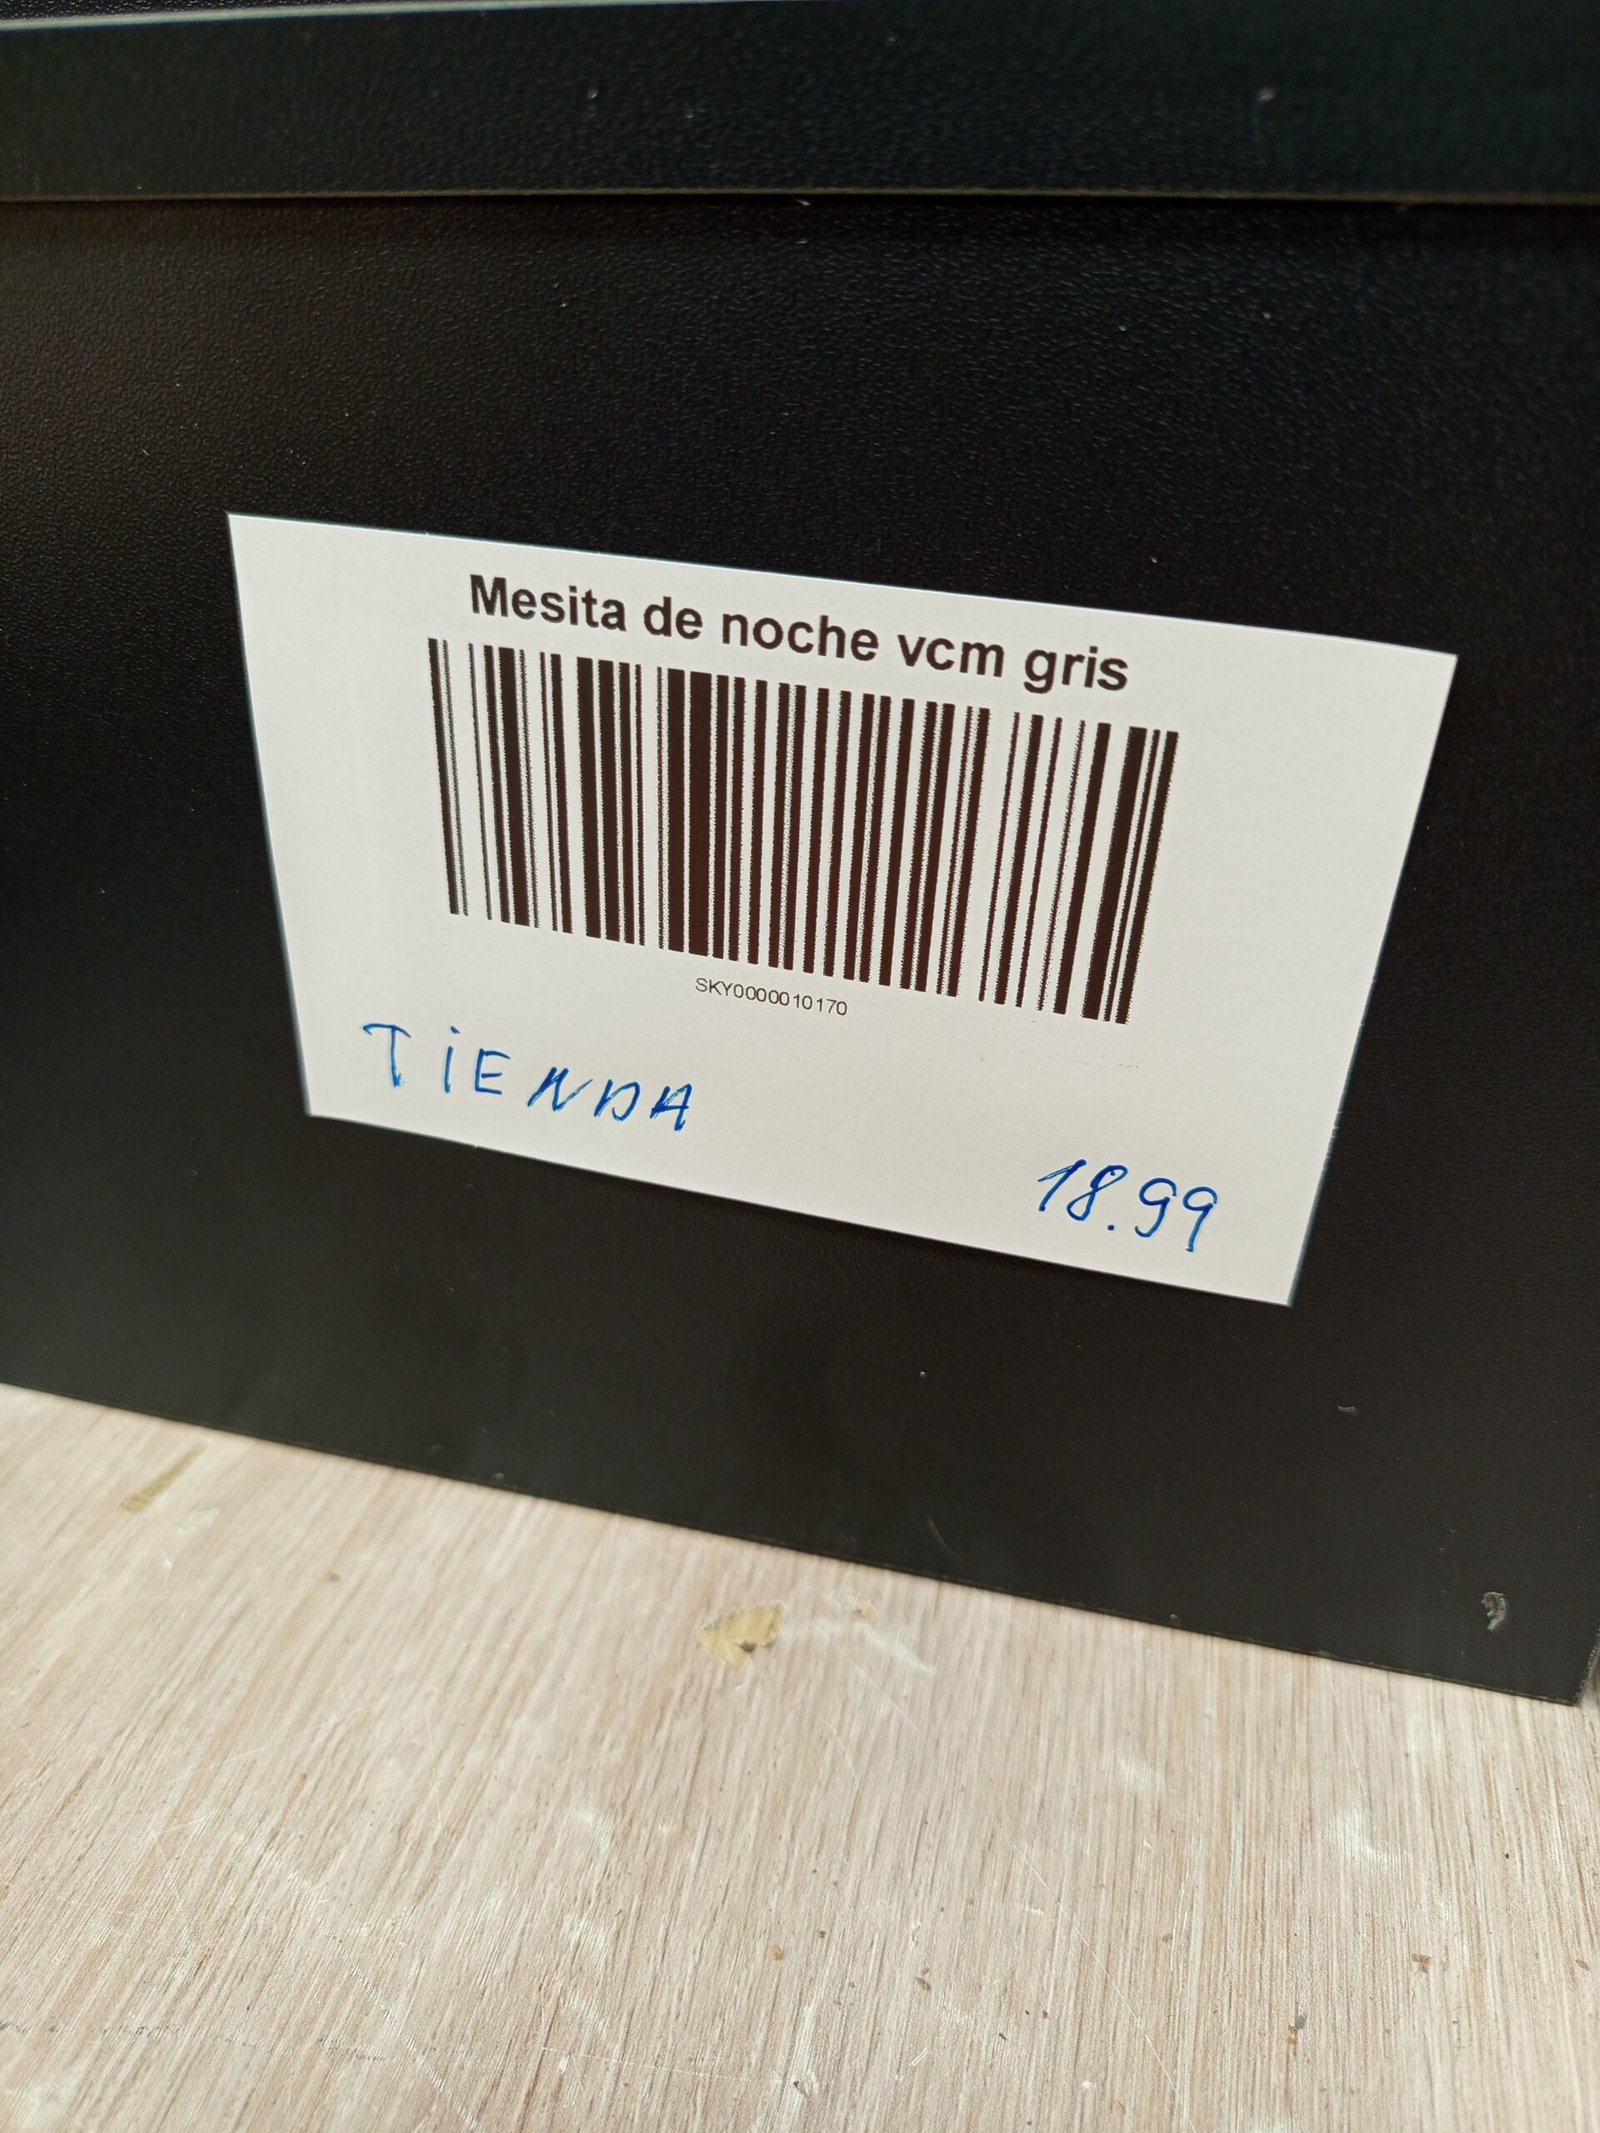 Mesita de noche vcm gris
SKY0000010170
TiENDA
18.99